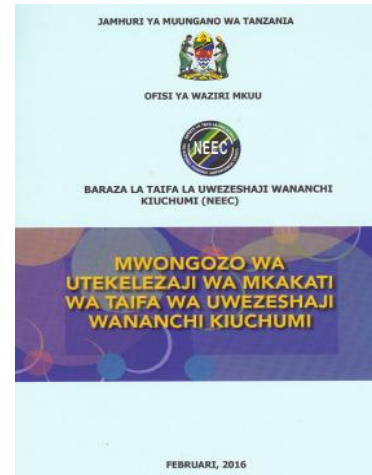 JAMHURI YA MUUNGANO WA TANZANIA
OFISI YA WAZIRI MKUU
NEEC
BARAZA LA TAIFA LA UWEZESHAJI WANANCHI
KIUCHUMI (NEEC)
MWONGOZO WA
UTEKELEZAJI WA MKAKATI
WA TAIFA WA UWEZESHAJI
WANANCHI KIUCHUMI
FEBRUARI, 2016